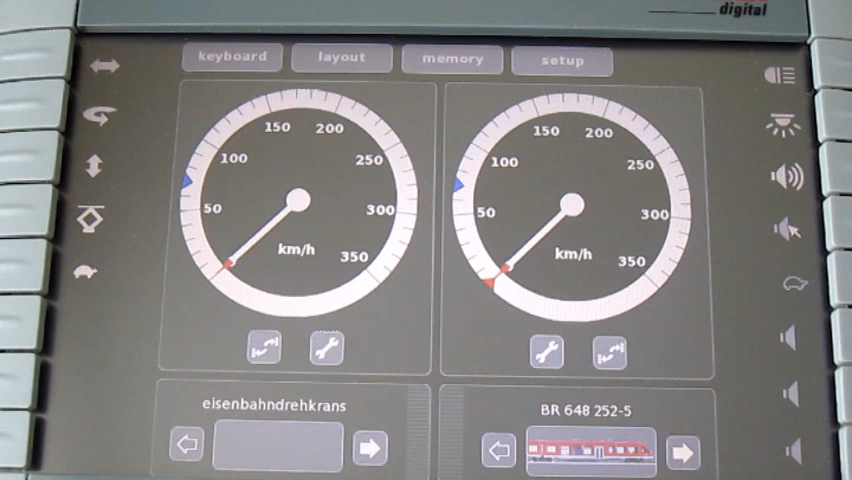 digital
keyboard layout memory setup
150 200
100 250
50 300
km/h 350
150 200
100 250
50 300
km/h 350
eisenbahndrehkrans
BR 648 252-5